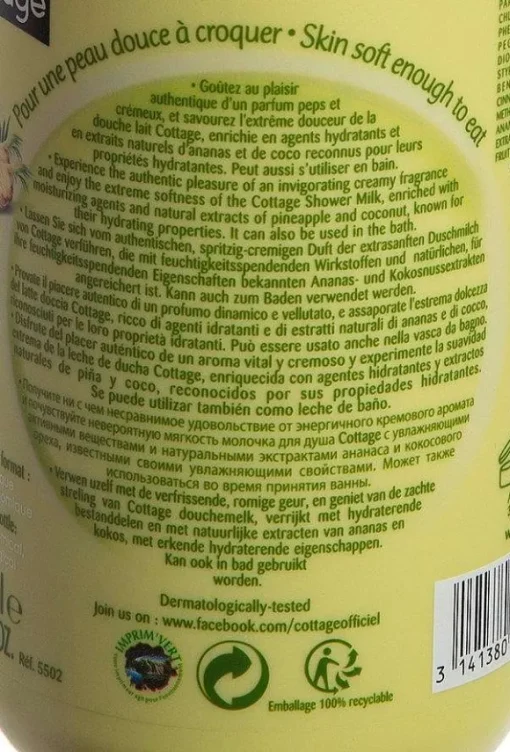 Pour une peau douce à croquer • Skin soft enough to eat
• Goûtez au plaisir
authentique d'un parfum peps et
crémeux, et savourez l'extrême douceur de la
douche lait Cottage, enrichie en agents hydratants et
en extraits naturels d'ananas et de coco reconnus pour leurs
propriétés hydratantes. Peut aussi s'utiliser en bain.
• Experience the authentic pleasure of an invigorating creamy fragrance
and enjoy the extreme softness of the Cottage Shower Milk, enriched with
moisturizing agents and natural extracts of pineapple and coconut, known for
their hydrating properties. It can also be used in the bath.
• Lassen Sie sich vom authentischen, spritzig-cremigen Duft der extrasanften Duschmilch
von Cottage verführen, die mit feuchtigkeitsspendenden Wirkstoffen und natürlichen, für
ihre feuchtigkeitsspendenden Eigenschaften bekannten Ananas- und Kokosnussextrakten
angereichert ist. Kann auch zum Baden verwendet werden.
• Provate il piacere autentico di un profumo dinamico e vellutato, e assaporate l'estrema dolcezza
del latte doccia Cottage, ricco di agenti idratanti e di estratti naturali di ananas e di cocco,
riconosciuti per le loro proprietà idratanti. Può essere usato anche nella vasca da bagno.
• Disfrute del placer auténtico de un aroma vital y cremoso y experimente la suavidad
extrema de la leche de ducha Cottage, enriquecida con agentes hidratantes y extractos
naturales de piña y coco, reconocidos por sus propiedades hidratantes.
Se puede utilizar también como leche de baño.
• Получите ни с чем несравнимое удовольствие от энергичного кремового аромата
и почувствуйте невероятную мягкость молочка для душа Cottage с увлажняющими
активными веществами и натуральными экстрактами ананаса и кокосового
ореха, известными своими увлажняющими свойствами. Может также
использоваться во время принятия ванны.
• Verwen uzelf met de verfrissende, romige geur, en geniet van de zachte
streling van Cottage douchemelk, verrijkt met hydraterende
bestanddelen en met natuurlijke extracten van ananas en
kokos, met erkende hydraterende eigenschappen.
Kan ook in bad gebruikt
worden.
Dermatologically-tested
Join us on : www.facebook.com/cottageofficiel
IMPRIM'VERT
Réf. 5502
Emballage 100% recyclable
3 141380